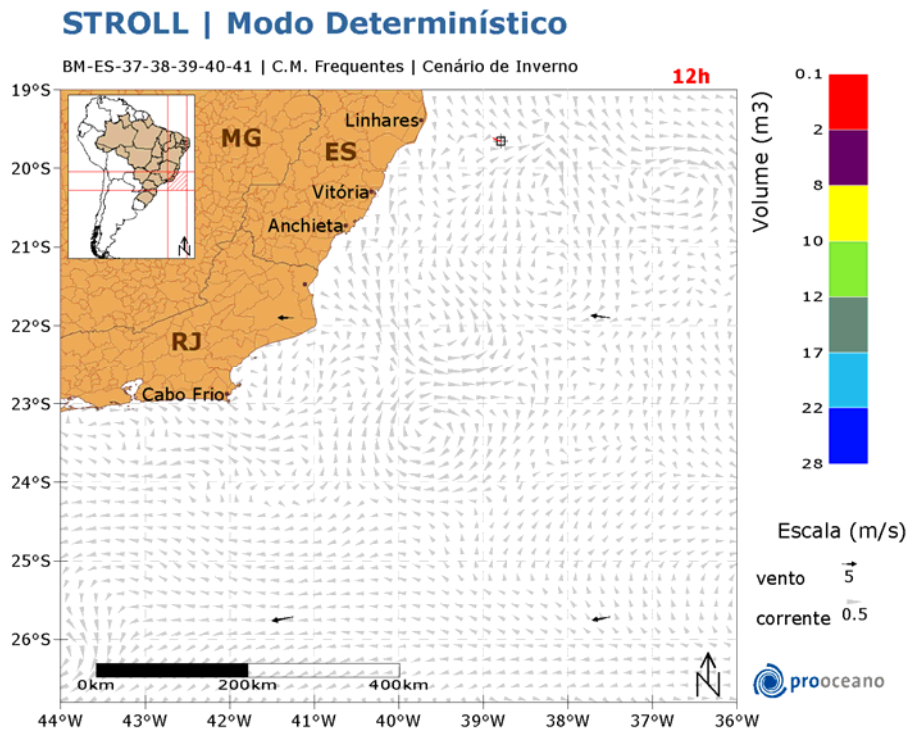 STROLL | Modo Determinístico
BM-ES-37-38-39-40-41 | C.M. Frequentes | Cenário de Inverno
12h
19°S
20°S
21°S
22°S
23°S
24°S
25°S
26°S
MG
ES
RJ
Linhares
Vitória
Anchieta
Cabo Frio
N
0km
200km
400km
N
44°W
43°W
42°W
41°W
40°W
39°W
38°W
37°W
36°W
Volume (m3)
0.1
2
8
10
12
17
22
28
Escala (m/s)
vento 5
corrente 0.5
prooceano